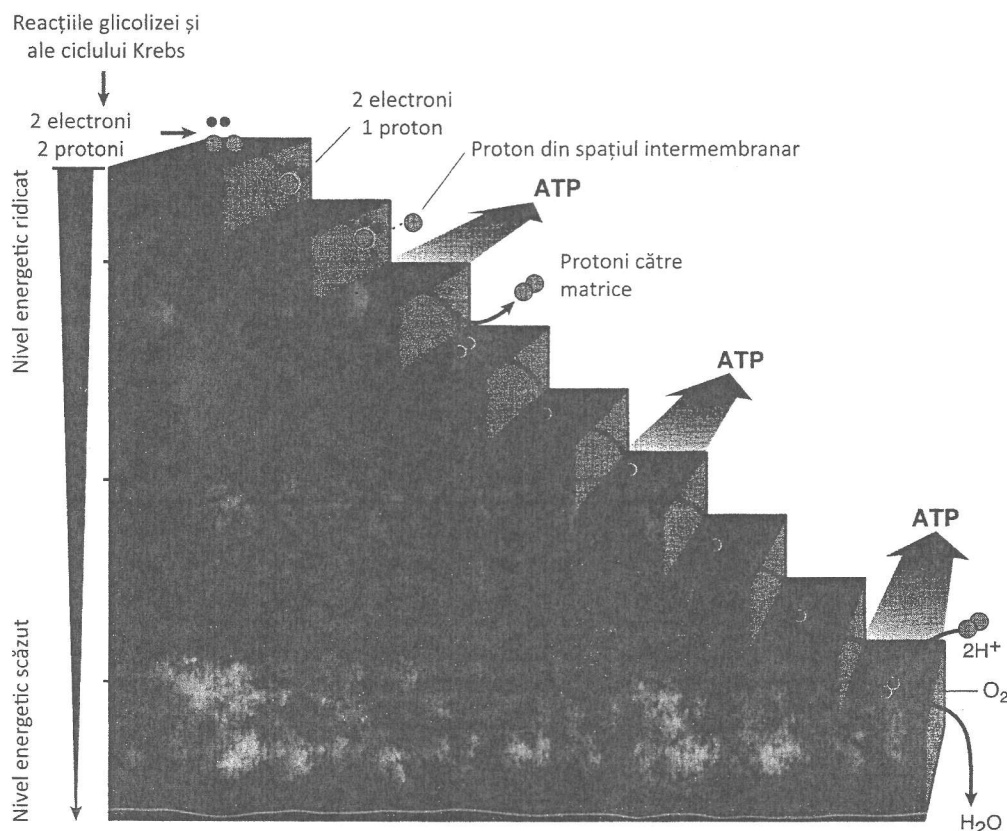 Reacțiile glicolizei și
ale ciclului Krebs
2 electroni
2 protoni
2 electroni
1 proton
Proton din spațiul intermembranar
ATP
Protoni către
matrice
ATP
ATP
2H+
O2
H2O
Nivel energetic ridicat
Nivel energetic scăzut